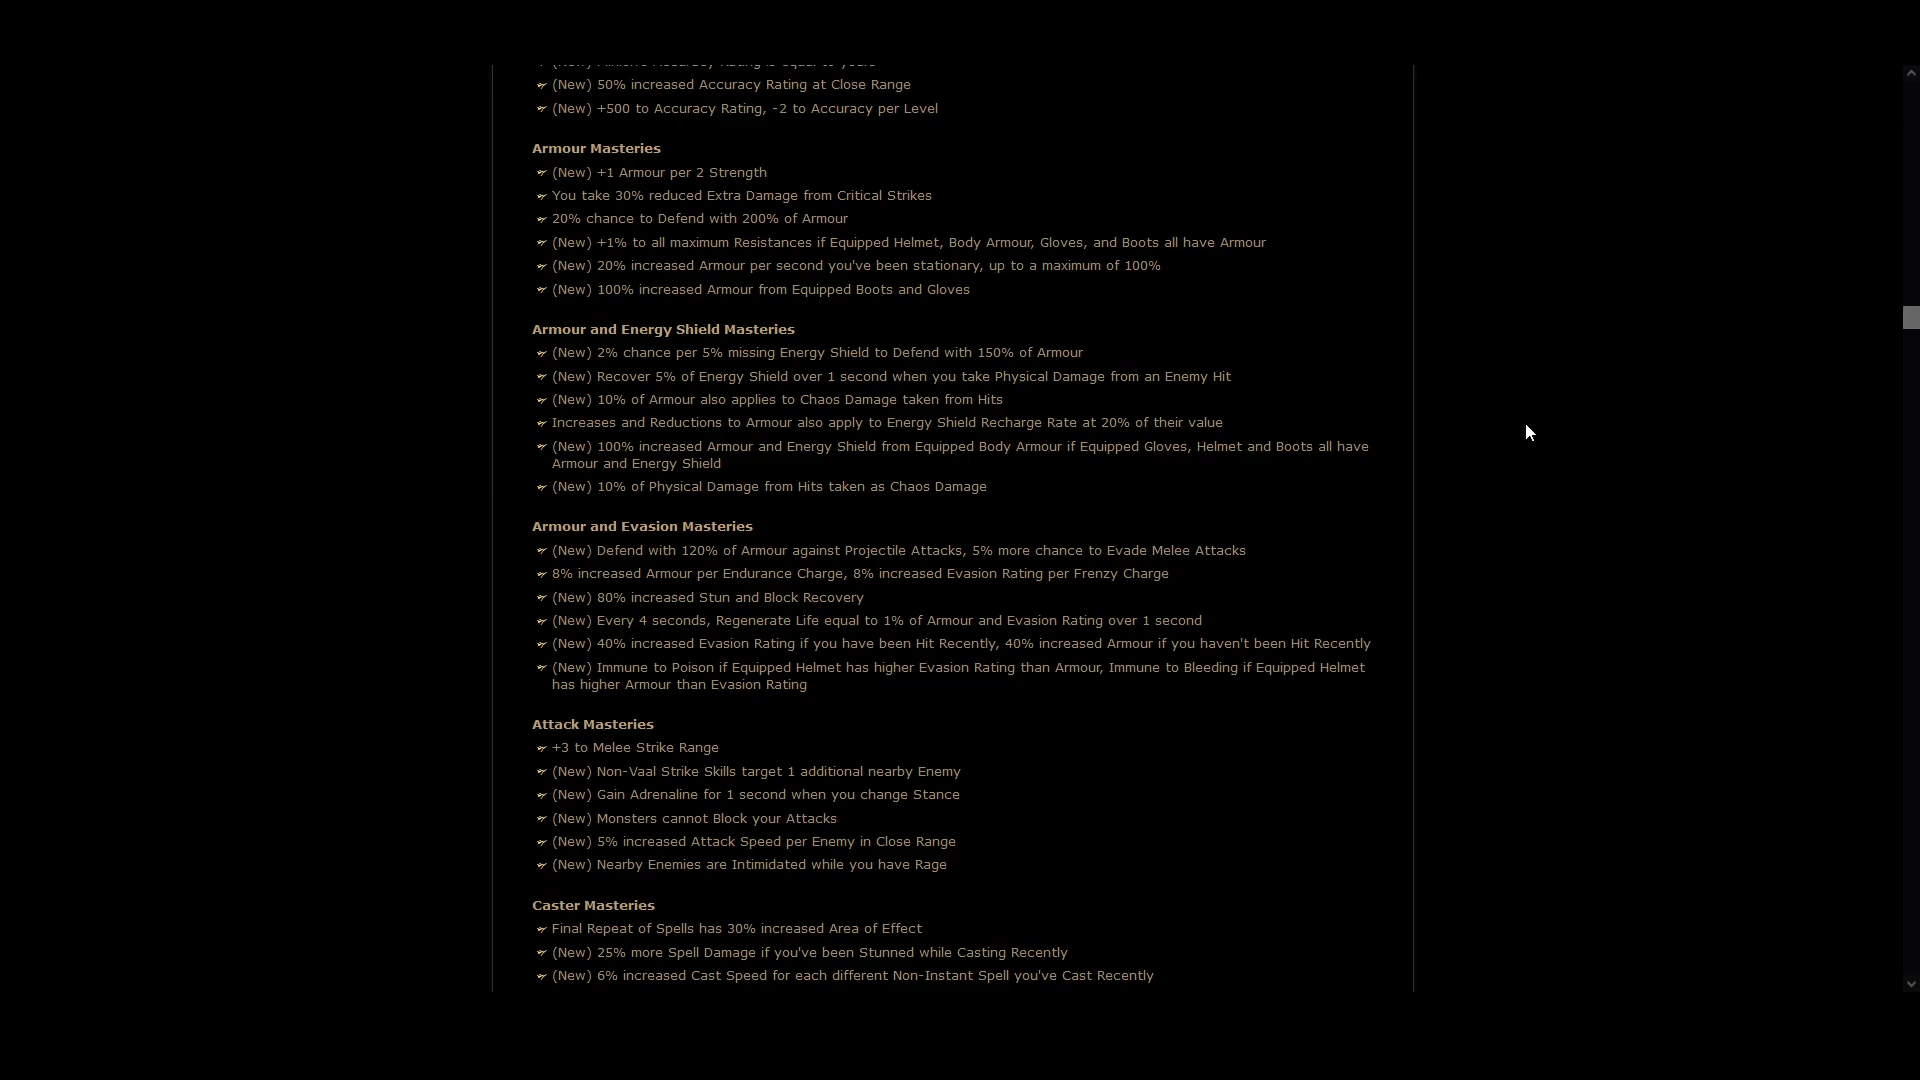 (New) Minions Accuracy Rating is equal to yours
(New) 50% increased Accuracy Rating at Close Range
(New) +500 to Accuracy Rating, -2 to Accuracy per Level
Armour Masteries
(New) +1 Armour per 2 Strength
You take 30% reduced Extra Damage from Critical Strikes
20% chance to Defend with 200% of Armour
(New) +1% to all maximum Resistances if Equipped Helmet, Body Armour, Gloves, and Boots all have Armour
(New) 20% increased Armour per second you've been stationary, up to a maximum of 100%
(New) 100% increased Armour from Equipped Boots and Gloves
Armour and Energy Shield Masteries
(New) 2% chance per 5% missing Energy Shield to Defend with 150% of Armour
(New) Recover 5% of Energy Shield over 1 second when you take Physical Damage from an Enemy Hit
(New) 10% of Armour also applies to Chaos Damage taken from Hits
Increases and Reductions to Armour also apply to Energy Shield Recharge Rate at 20% of their value
(New) 100% increased Armour and Energy Shield from Equipped Body Armour if Equipped Gloves, Helmet and Boots all have
Armour and Energy Shield
(New) 10% of Physical Damage from Hits taken as Chaos Damage
Armour and Evasion Masteries
(New) Defend with 120% of Armour against Projectile Attacks, 5% more chance to Evade Melee Attacks
8% increased Armour per Endurance Charge, 8% increased Evasion Rating per Frenzy Charge
(New) 80% increased Stun and Block Recovery
(New) Every 4 seconds, Regenerate Life equal to 1% of Armour and Evasion Rating over 1 second
(New) 40% increased Evasion Rating if you have been Hit Recently, 40% increased Armour if you haven't been Hit Recently
(New) Immune to Poison if Equipped Helmet has higher Evasion Rating than Armour, Immune to Bleeding if Equipped Helmet
has higher Armour than Evasion Rating
Attack Masteries
+3 to Melee Strike Range
(New) Non-Vaal Strike Skills target 1 additional nearby Enemy
(New) Gain Adrenaline for 1 second when you change Stance
(New) Monsters cannot Block your Attacks
(New) 5% increased Attack Speed per Enemy in Close Range
(New) Nearby Enemies are Intimidated while you have Rage
Caster Masteries
Final Repeat of Spells has 30% increased Area of Effect
(New) 25% more Spell Damage if you've been Stunned while Casting Recently
(New) 6% increased Cast Speed for each different Non-Instant Spell you've Cast Recently